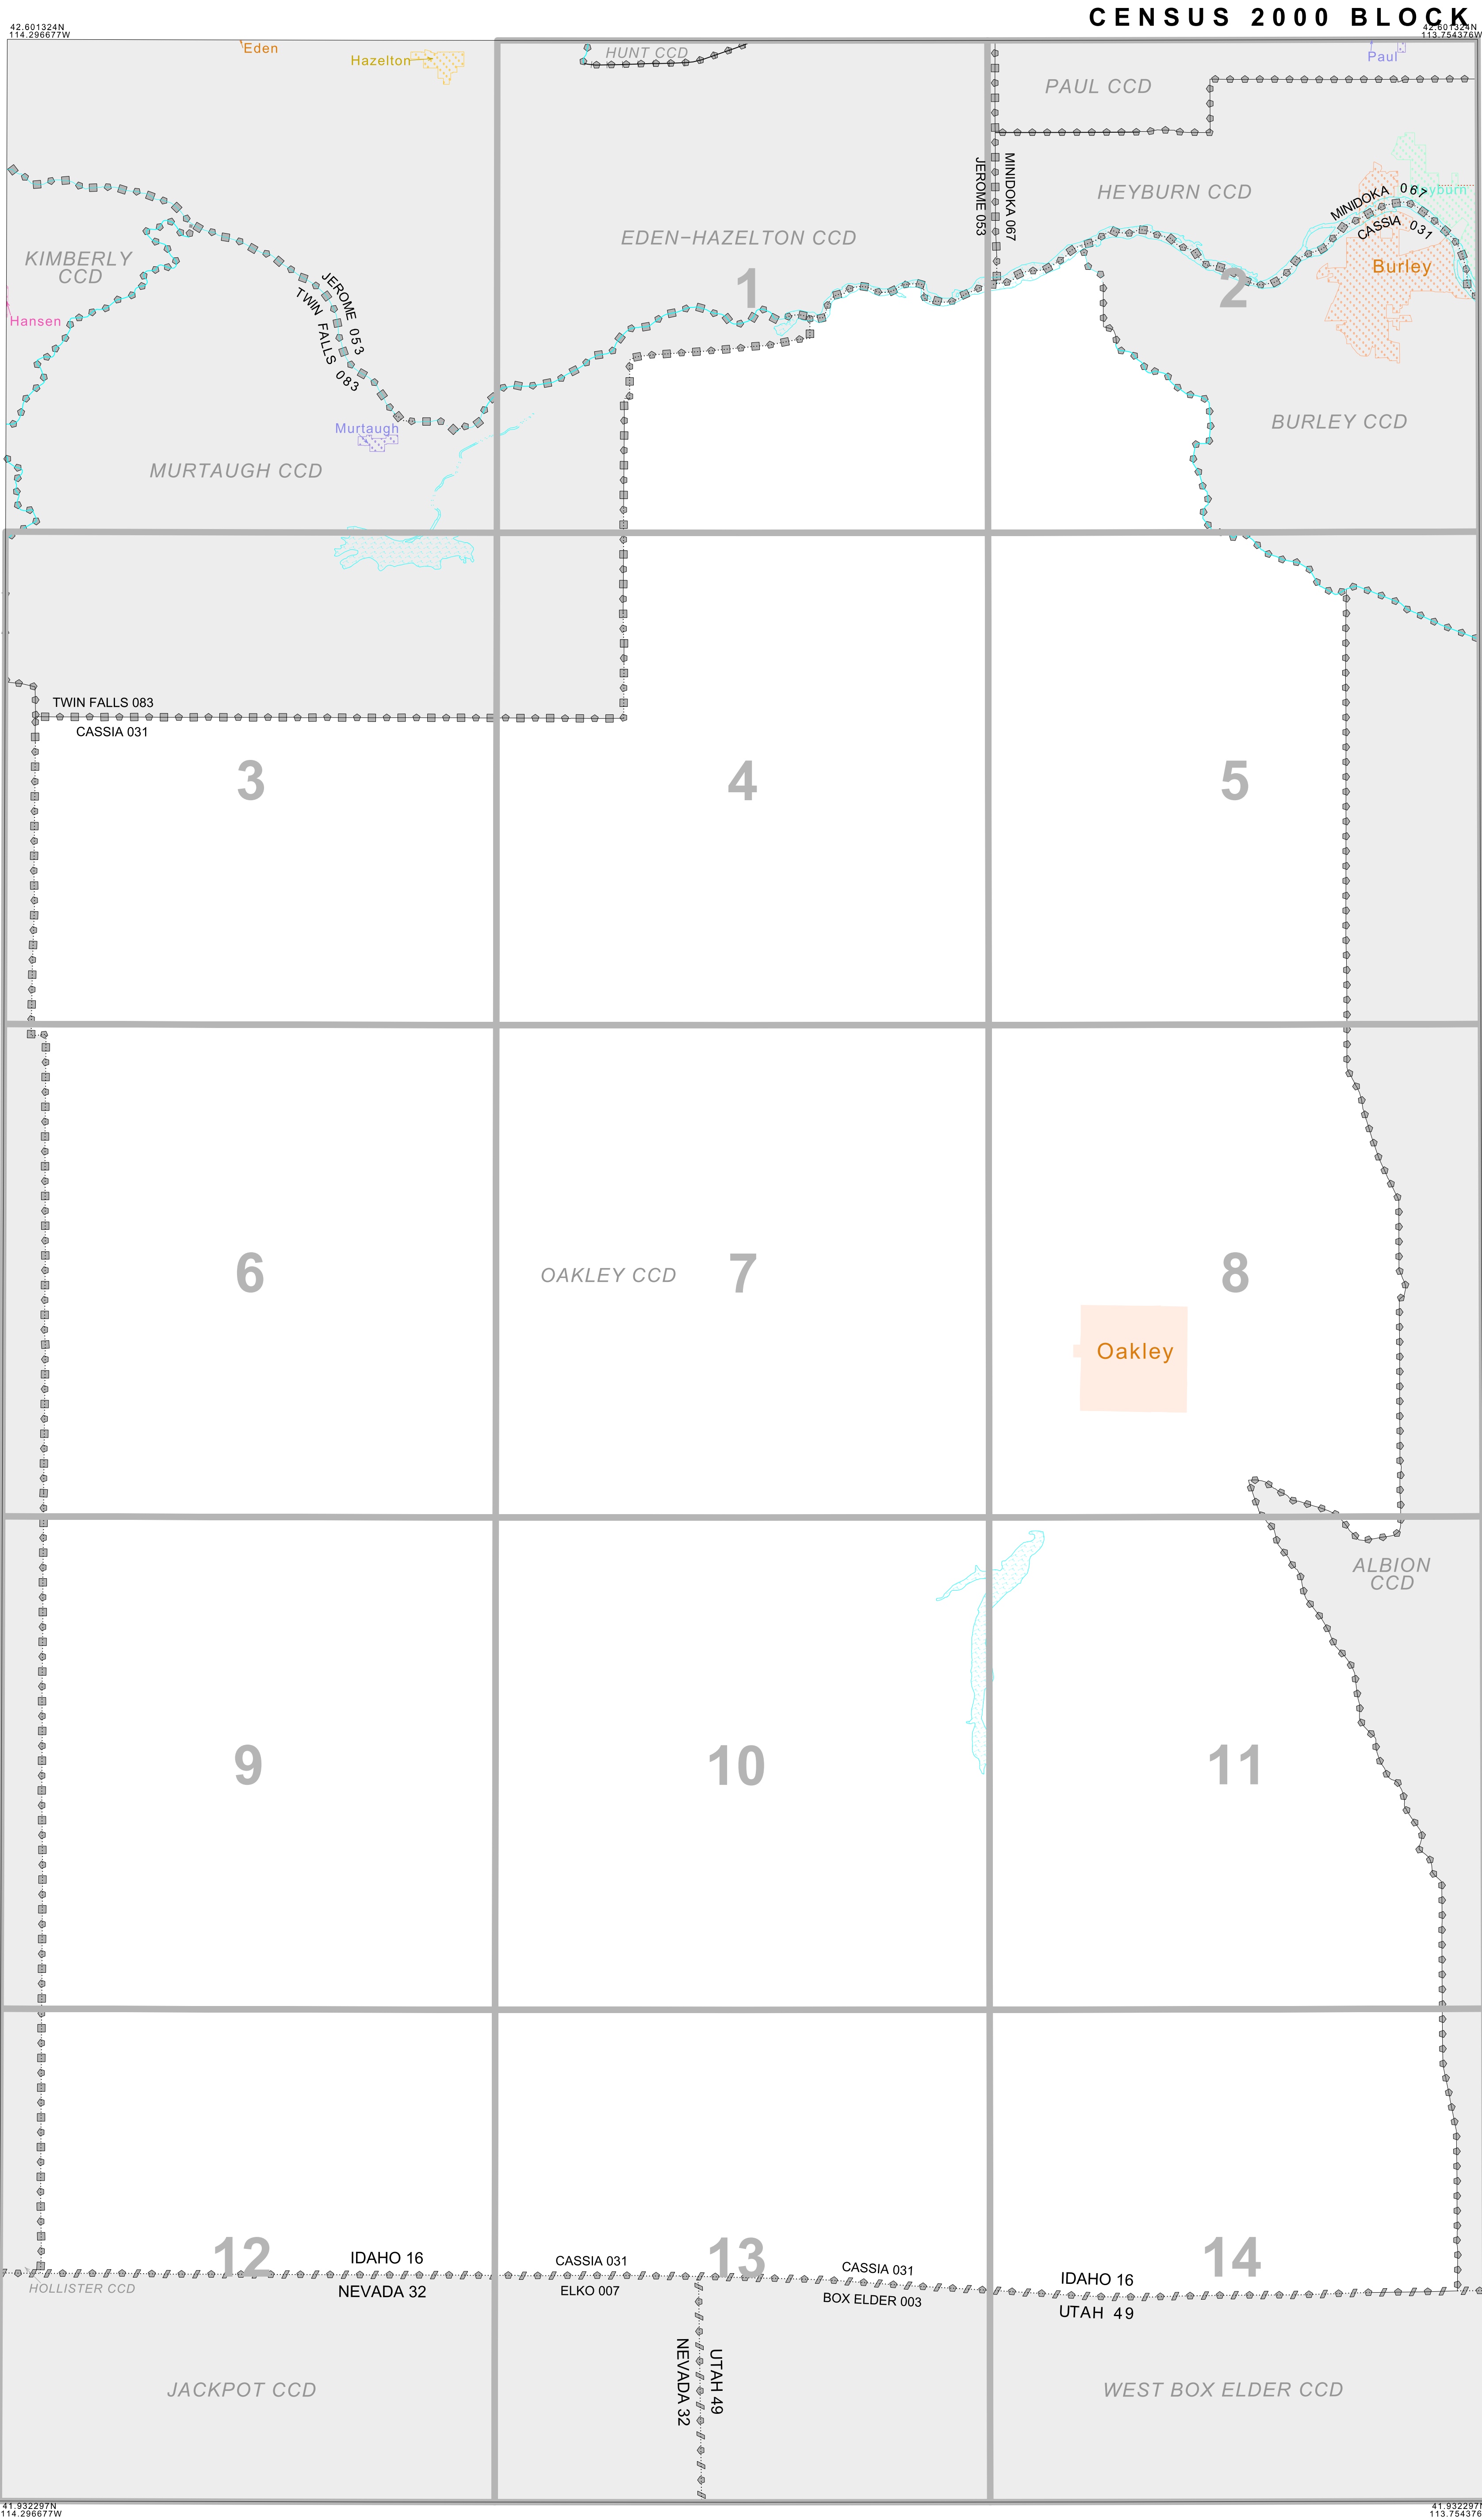 CENSUS 2000 BLOCK
42.601324N
114.296677W
42.601324N
113.754376W
Eden
Hazelton
HUNT CCD
Paul
PAUL CCD
JEROME 053
MINIDOKA 067
HEYBURN CCD
MINIDOKA 067
CASSIA 031
Burley
KIMBERLY
CCD
EDEN-HAZELTON CCD
1
2
Hansen
JEROME 053
TWIN FALLS 083
Murtaugh
MURTAUGH CCD
BURLEY CCD
TWIN FALLS 083
CASSIA 031
3
4
5
6
OAKLEY CCD
7
8
Oakley
ALBION
CCD
9
10
11
12
IDAHO 16
NEVADA 32
HOLLISTER CCD
CASSIA 031
ELKO 007
13
CASSIA 031
BOX ELDER 003
IDAHO 16
UTAH 49
14
NEVADA 32
UTAH 49
JACKPOT CCD
WEST BOX ELDER CCD
41.932297N
114.296677W
41.932297N